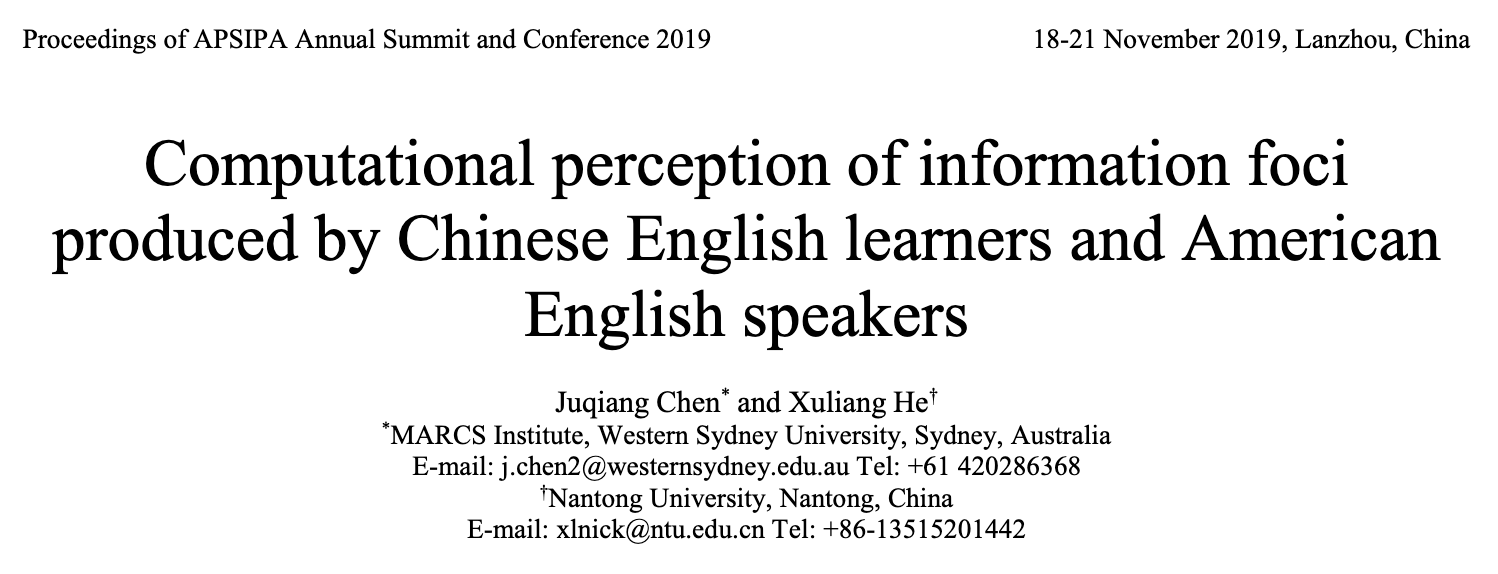 Proceedings of APSIPA Annual Summit and Conference 2019 18-21 November 2019, Lanzhou, China
Computational perception of information foci
produced by Chinese English learners and American
English speakers
Juqiang Chen* and Xuliang He†
*MARCS Institute, Western Sydney University, Sydney, Australia
E-mail: j.chen2@westernsydney.edu.au Tel: +61 420286368
†Nantong University, Nantong, China
E-mail: xlnick@ntu.edu.cn Tel: +86-13515201442